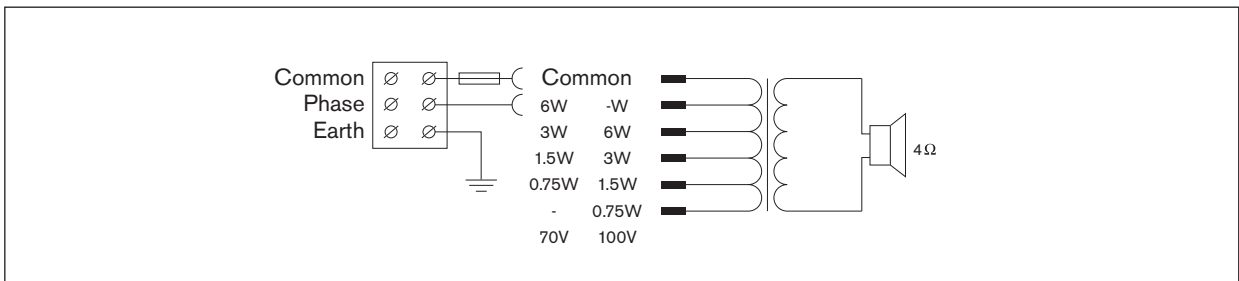 Common
Phase
Earth
Common
6W -W
3W 6W
1.5W 3W
0.75W 1.5W
- 0.75W
70V 100V
4Ω